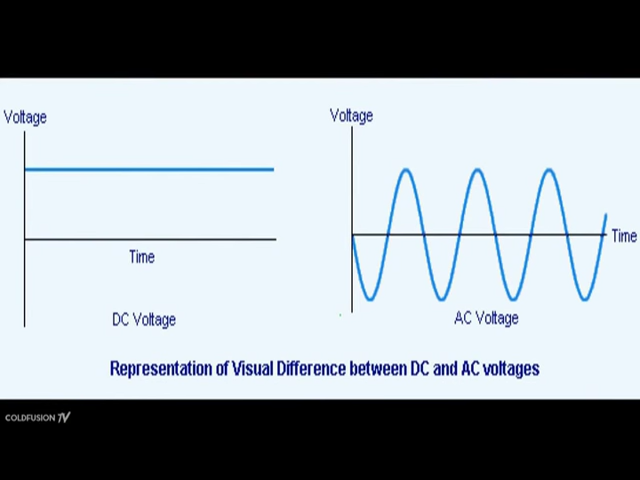 Voltage
Time
DC Voltage
Voltage
Time
AC Voltage
Representation of Visual Difference between DC and AC voltages
COLDFUSION TV